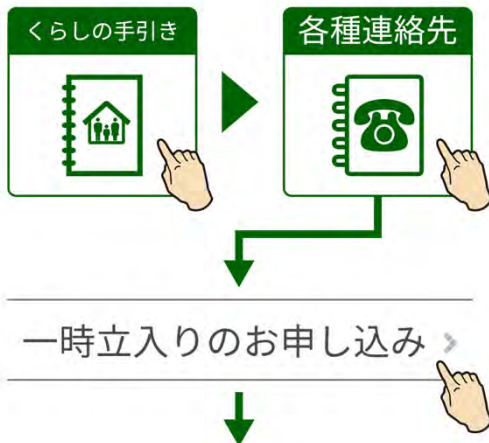 くらしの手引き
各種連絡先
一時立入りのお申し込み